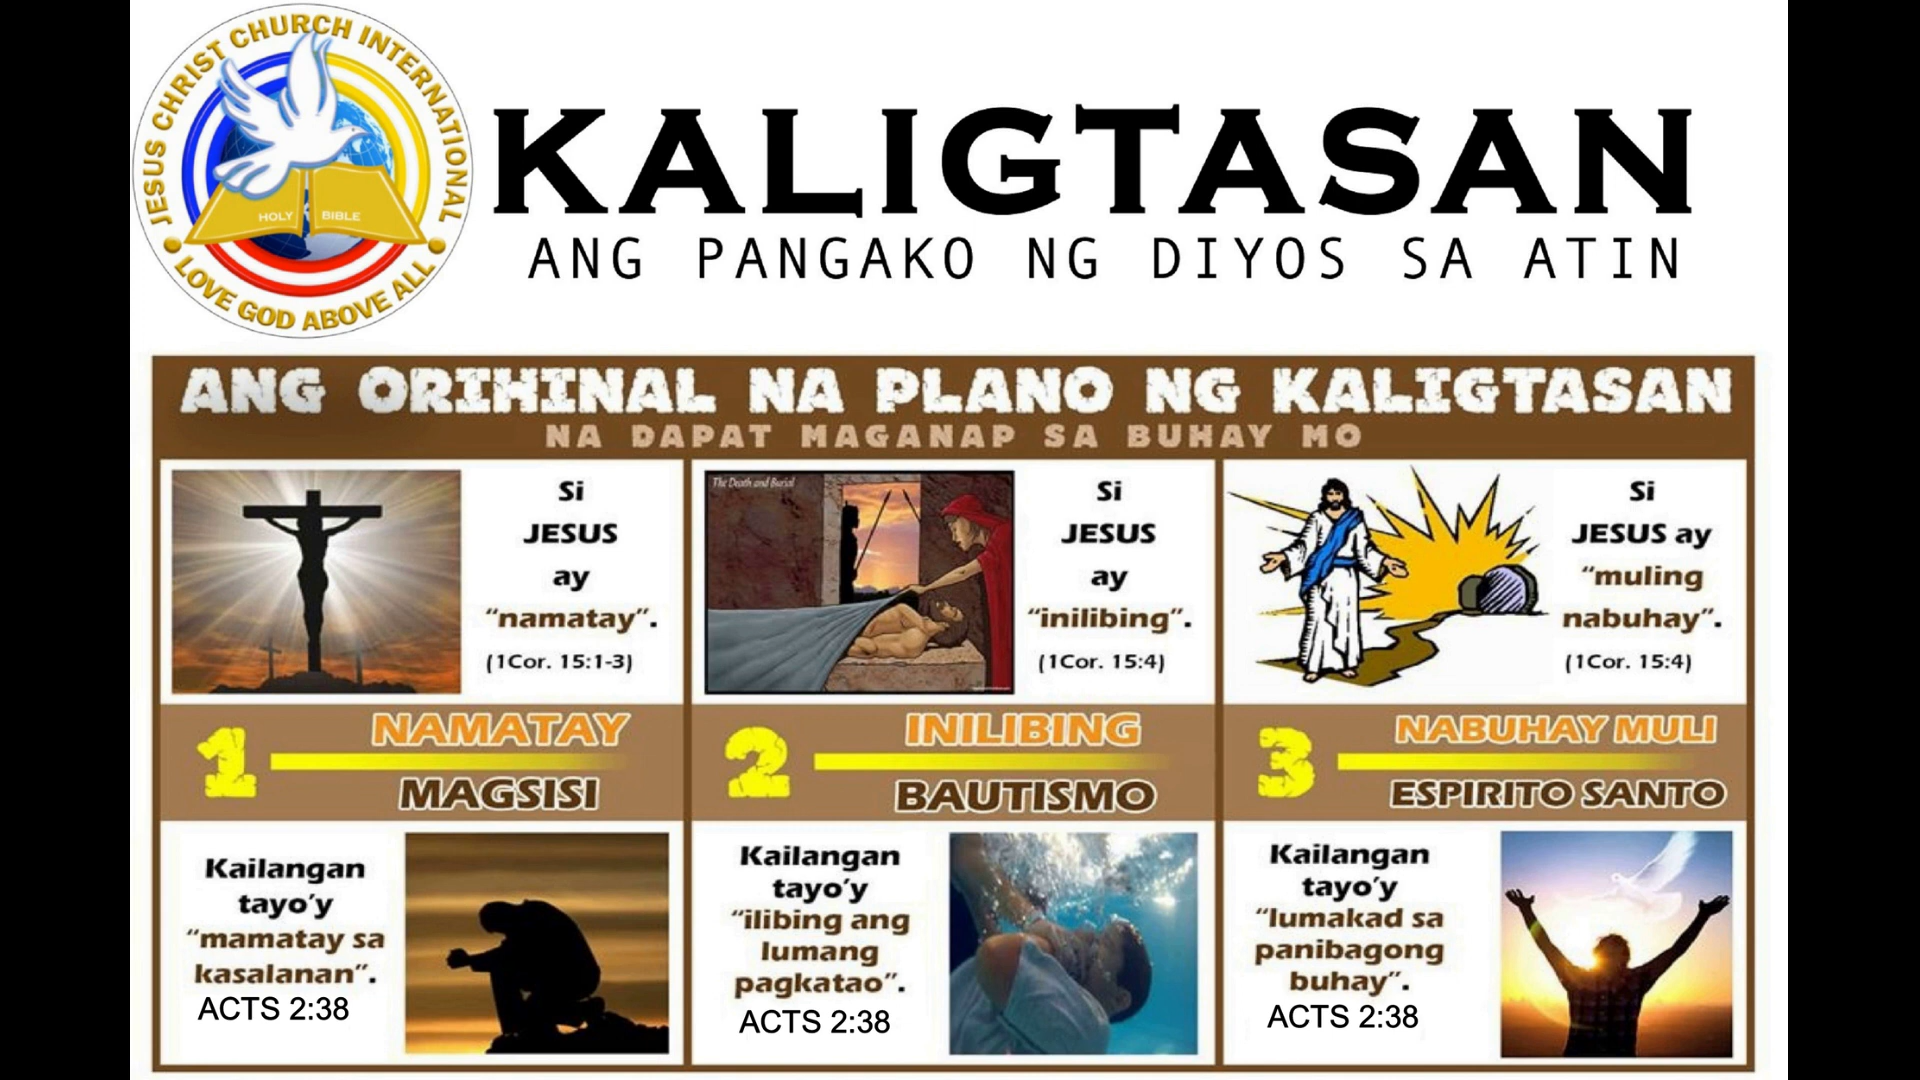 JESUS CHRIST CHURCH INTERNATIONAL
HOLY BIBLE
LOVE GOD ABOVE ALL
KALIGTASAN
ANG PANGAKO NG DIYOS SA ATIN
ANG ORIHINAL NA PLANO NG KALIGTASAN
NA DAPAT MAGANAP SA BUHAY MO
Si
JESUS
ay
“namatay”.
(1Cor. 15:1-3)
The Death and Burial
Si
JESUS
ay
“inilibing”.
(1Cor. 15:4)
Si
JESUS ay
“muling
nabuhay”.
(1Cor. 15:4)
1
NAMATAY
MAGSISI
2
INILIBING
BAUTISMO
3
NABUHAY MULI
ESPIRITO SANTO
Kailangan
tayo’y
“mamatay sa
kasalanan”.
ACTS 2:38
Kailangan
tayo’y
“ilibing ang
lumang
pagkatao”.
ACTS 2:38
Kailangan
tayo’y
“lumakad sa
panibagong
buhay”.
ACTS 2:38